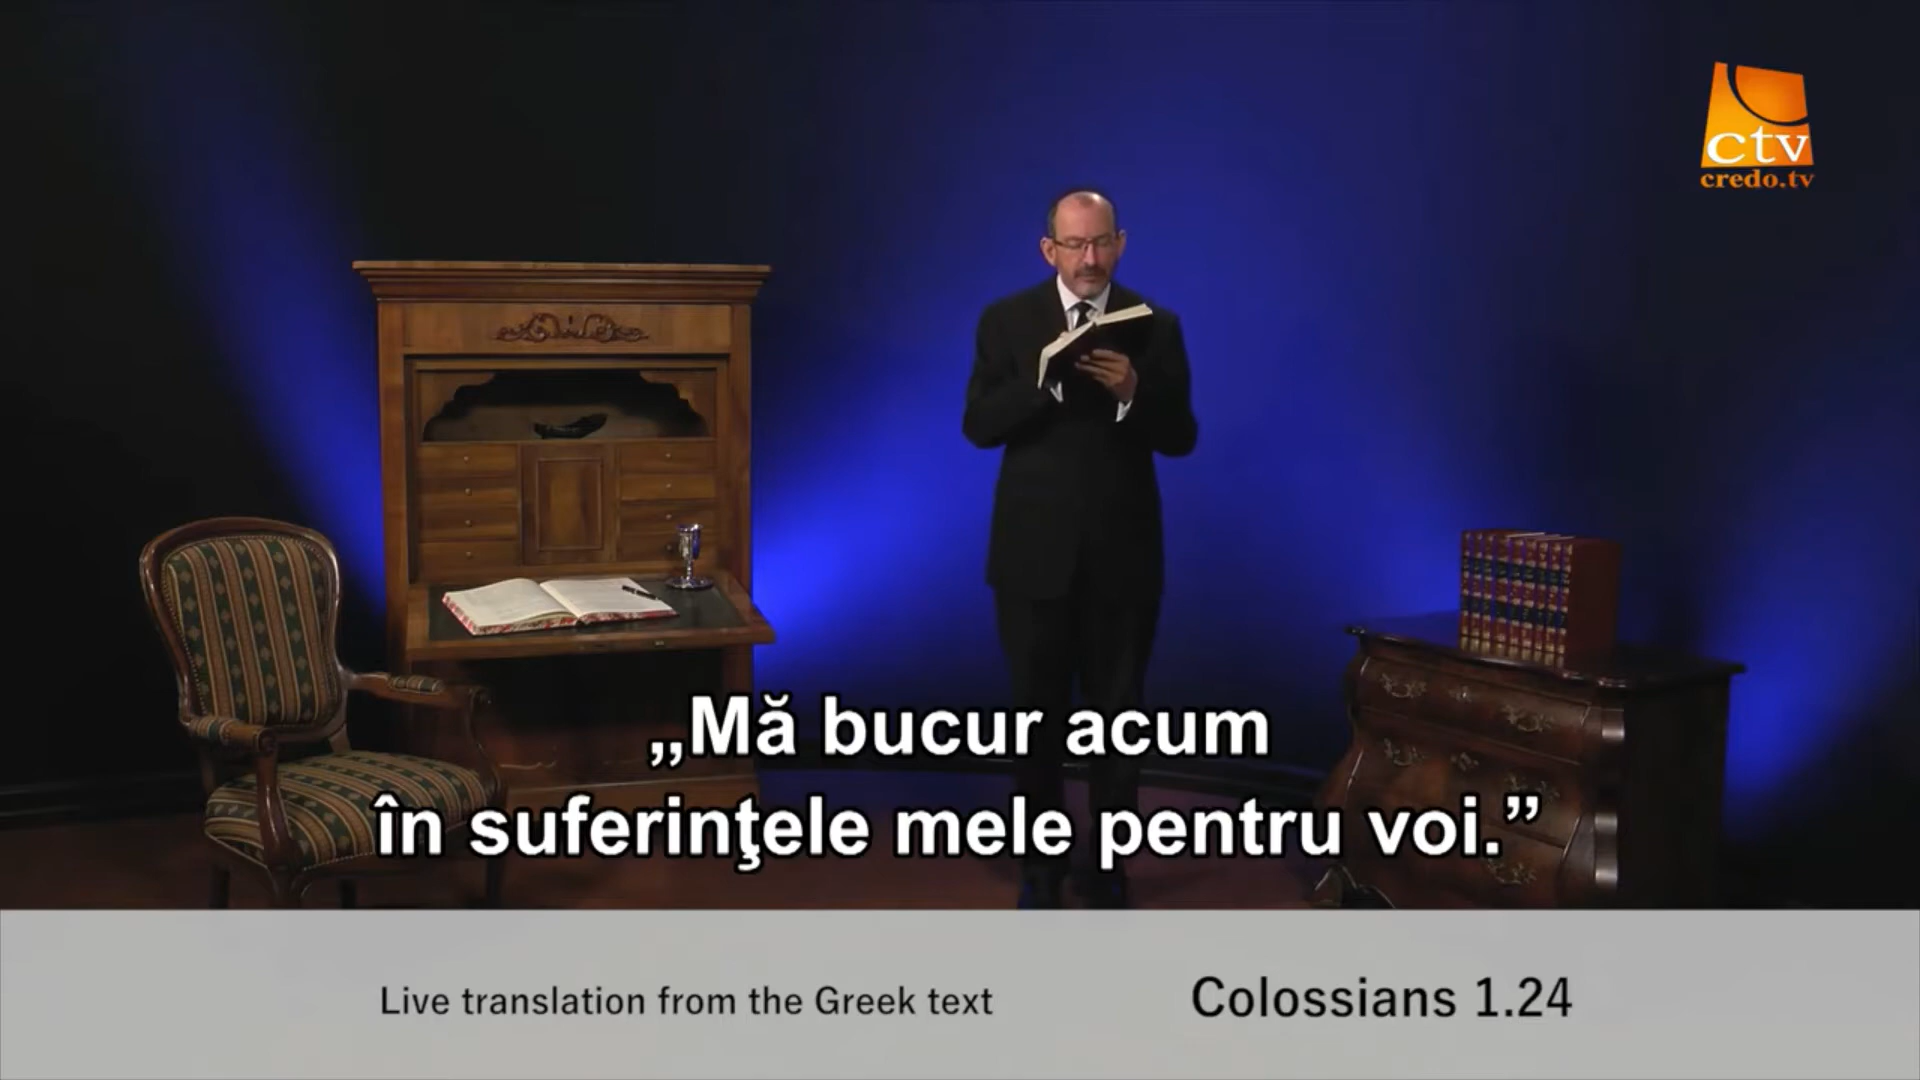 ctv
credo.tv
„Mă bucur acum
în suferinţele mele pentru voi.”
Live translation from the Greek text
Colossians 1.24